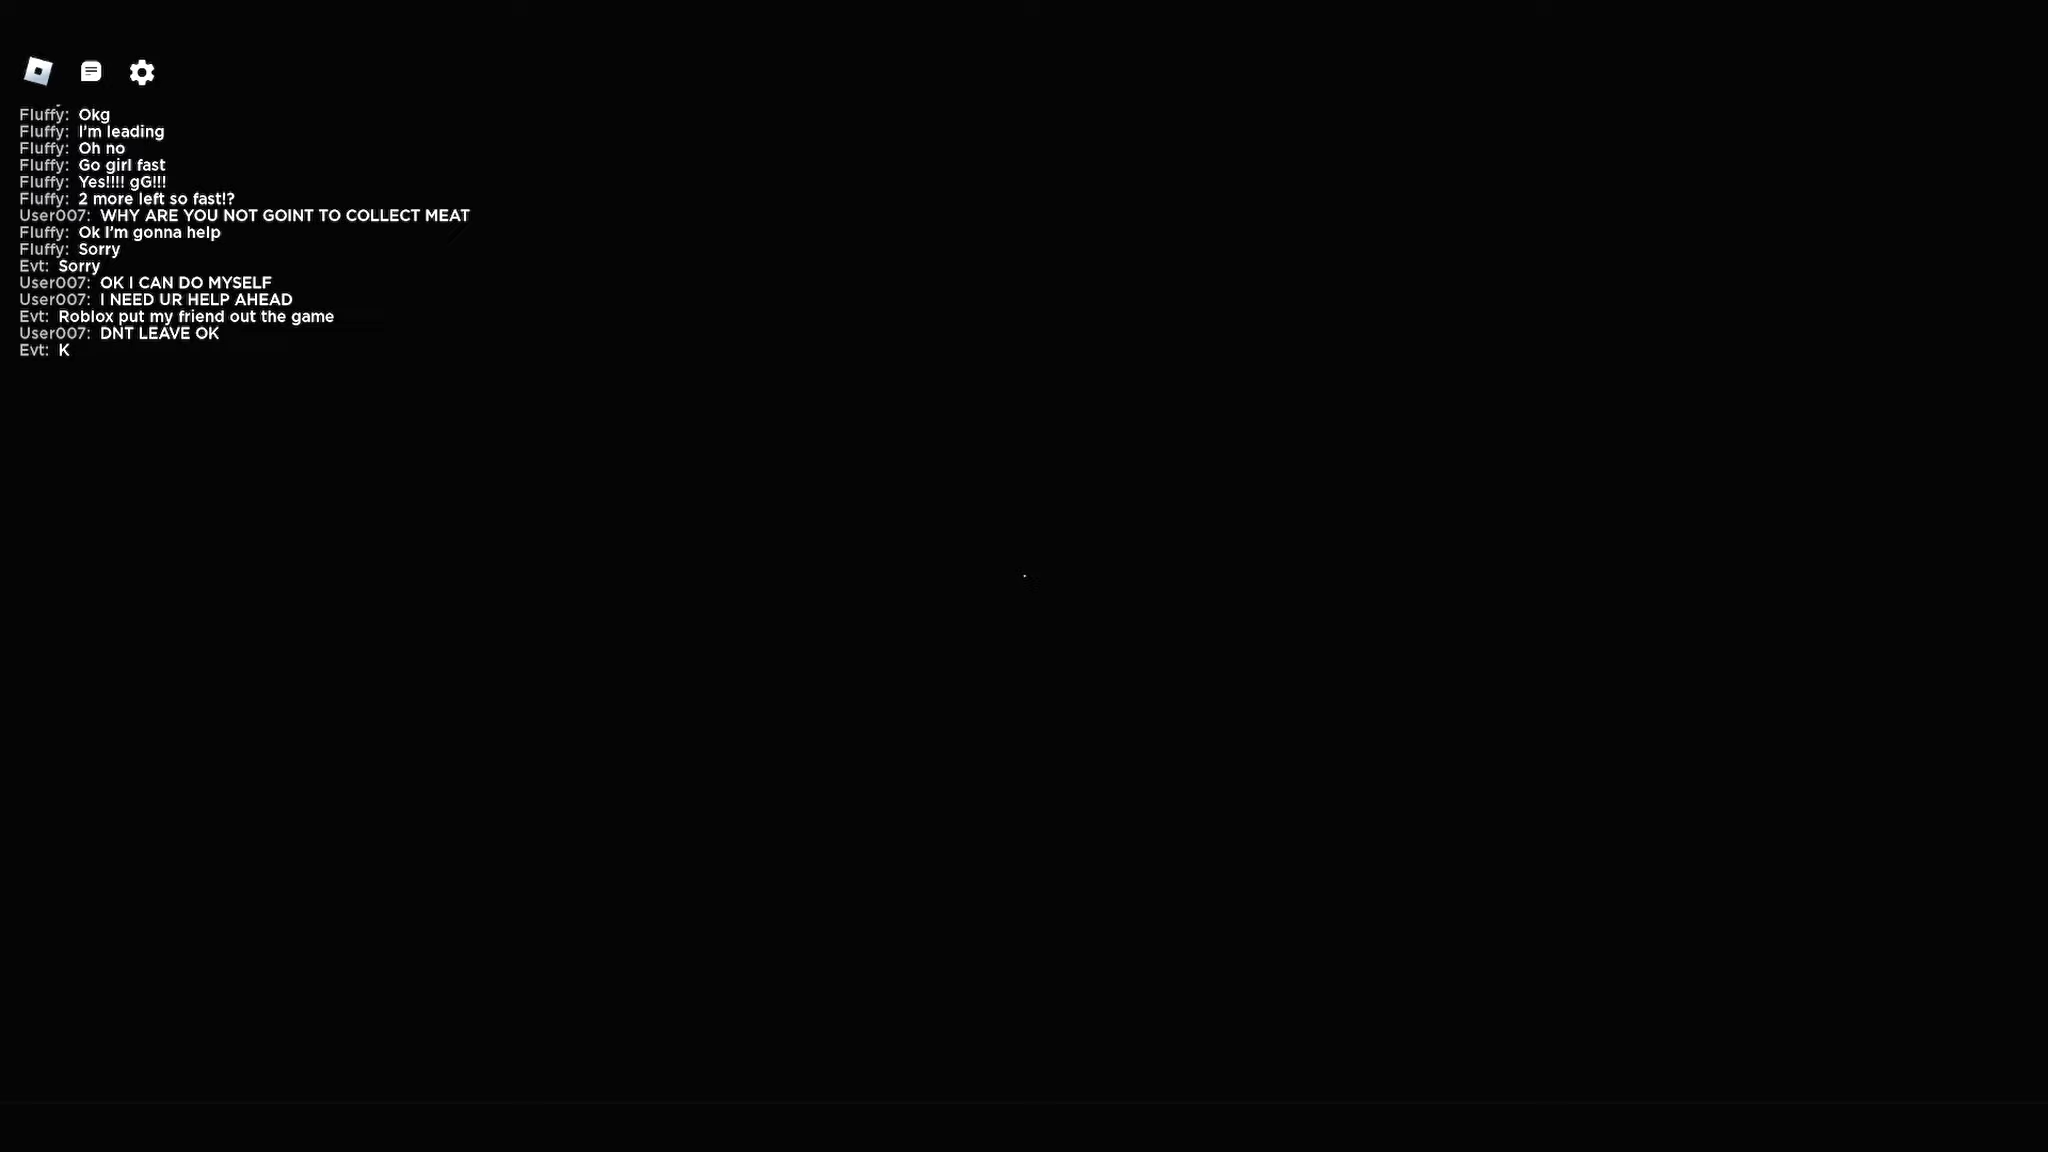 Fluffy: Okg
Fluffy: I'm leading
Fluffy: Oh no
Fluffy: Go girl fast
Fluffy: Yes!!!! gG!!!
Fluffy: 2 more left so fast!?
User007: WHY ARE YOU NOT GOINT TO COLLECT MEAT
Fluffy: Ok I'm gonna help
Fluffy: Sorry
Evt: Sorry
User007: OK I CAN DO MYSELF
User007: I NEED UR HELP AHEAD
Evt: Roblox put my friend out the game
User007: DNT LEAVE OK
Evt: K